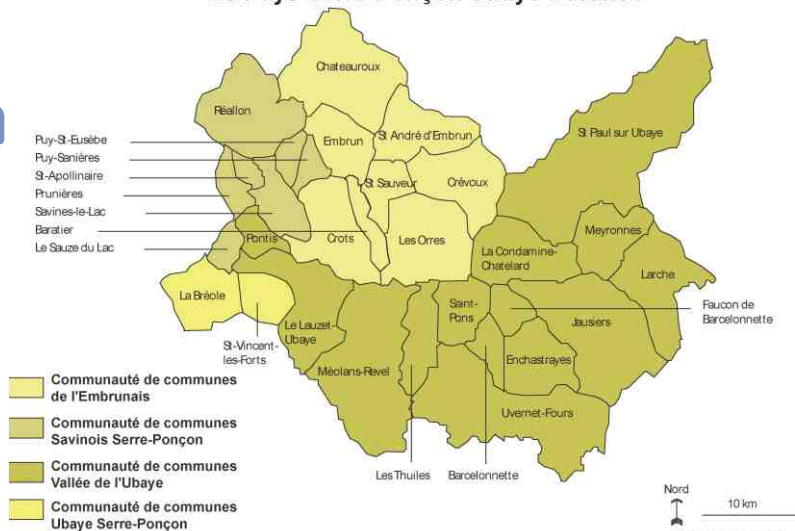 Chateauroux
Réallon
Puy-St-Eusèbe
Puy-Sanières
St-Apollinaire
Prunières
Savines-le-Lac
Baratier
Le Sauze du Lac
Embrun
St André d'Embrun
St Sauveur
Crévoux
Crots
Les Orres
Pontis
St Paul sur Ubaye
Meyronnes
La Condamine-
Chatelard
Larche
La Bréole
St-Vincent-
les-Forts
Le Lauzet-
Ubaye
Méolans-Revel
Saint-
Pons
Jausiers
Faucon de
Barcelonnette
Enchastrayes
Uvernet-Fours
Les Thuiles
Barcelonnette
Communauté de communes
de l'Embrunais
Communauté de communes
Savinois Serre-Ponçon
Communauté de communes
Vallée de l'Ubaye
Communauté de communes
Ubaye Serre-Ponçon
Nord
10 km